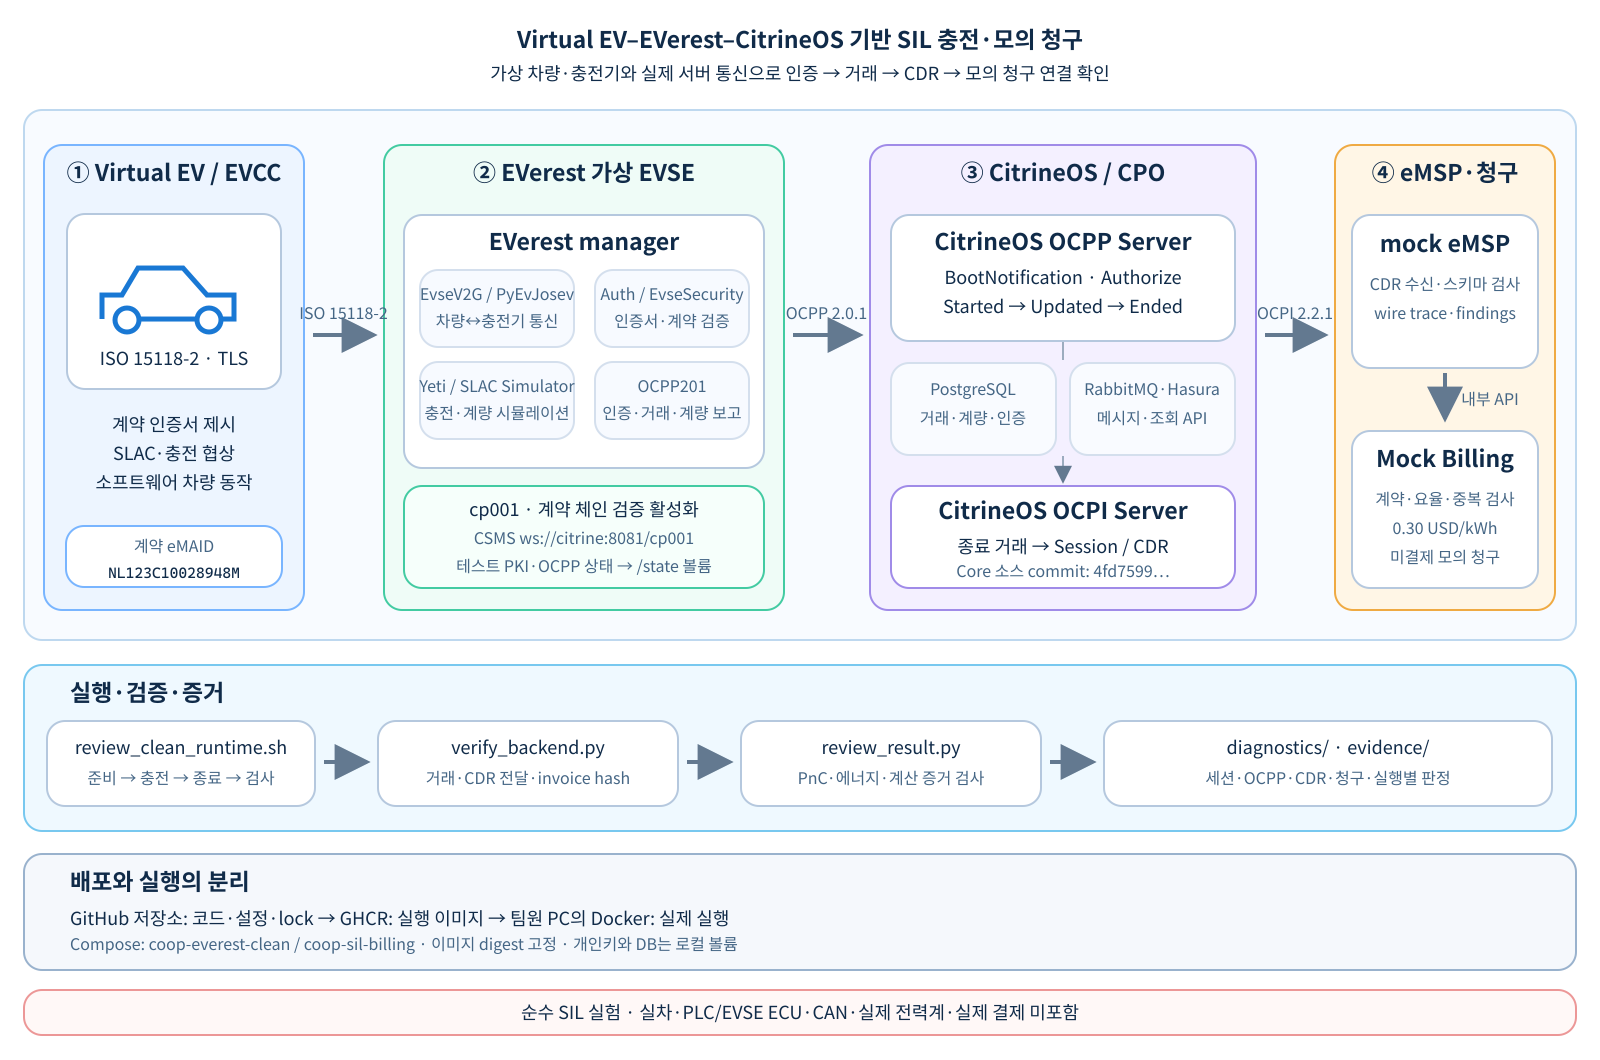 Virtual EV–EVerest–CitrineOS 기반 SIL 충전·모의 청구
가상 차량·충전기와 실제 서버 통신으로 인증 → 거래 → CDR → 모의 청구 연결 확인
① Virtual EV / EVCC
ISO 15118-2 · TLS
계약 인증서 제시
SLAC·충전 협상
소프트웨어 차량 동작
계약 eMAID
NL123C10028948M
ISO 15118-2
② EVerest 가상 EVSE
EVerest manager
EvseV2G / PyEvJosev
차량↔충전기 통신
Auth / EvseSecurity
인증서·계약 검증
Yeti / SLAC Simulator
충전·계량 시뮬레이션
OCPP201
인증·거래·계량 보고
cp001 · 계약 체인 검증 활성화
CSMS ws://citrine:8081/cp001
테스트 PKI·OCPP 상태 → /state 볼륨
OCPP 2.0.1
③ CitrineOS / CPO
CitrineOS OCPP Server
BootNotification · Authorize
Started → Updated → Ended
PostgreSQL
거래·계량·인증
RabbitMQ·Hasura
메시지·조회 API
CitrineOS OCPI Server
종료 거래 → Session / CDR
Core 소스 commit: 4fd7599…
OCPI 2.2.1
④ eMSP·청구
mock eMSP
CDR 수신·스키마 검사
wire trace·findings
내부 API
Mock Billing
계약·요율·중복 검사
0.30 USD/kWh
미결제 모의 청구
실행·검증·증거
review_clean_runtime.sh
준비 → 충전 → 종료 → 검사
verify_backend.py
거래·CDR 전달·invoice hash
review_result.py
PnC·에너지·계산 증거 검사
diagnostics/ · evidence/
세션·OCPP·CDR·청구·실행별 판정
배포와 실행의 분리
GitHub 저장소: 코드·설정·lock → GHCR: 실행 이미지 → 팀원 PC의 Docker: 실제 실행
Compose: coop-everest-clean / coop-sil-billing · 이미지 digest 고정 · 개인키와 DB는 로컬 볼륨
순수 SIL 실험 · 실차·PLC/EVSE ECU·CAN·실제 전력계·실제 결제 미포함